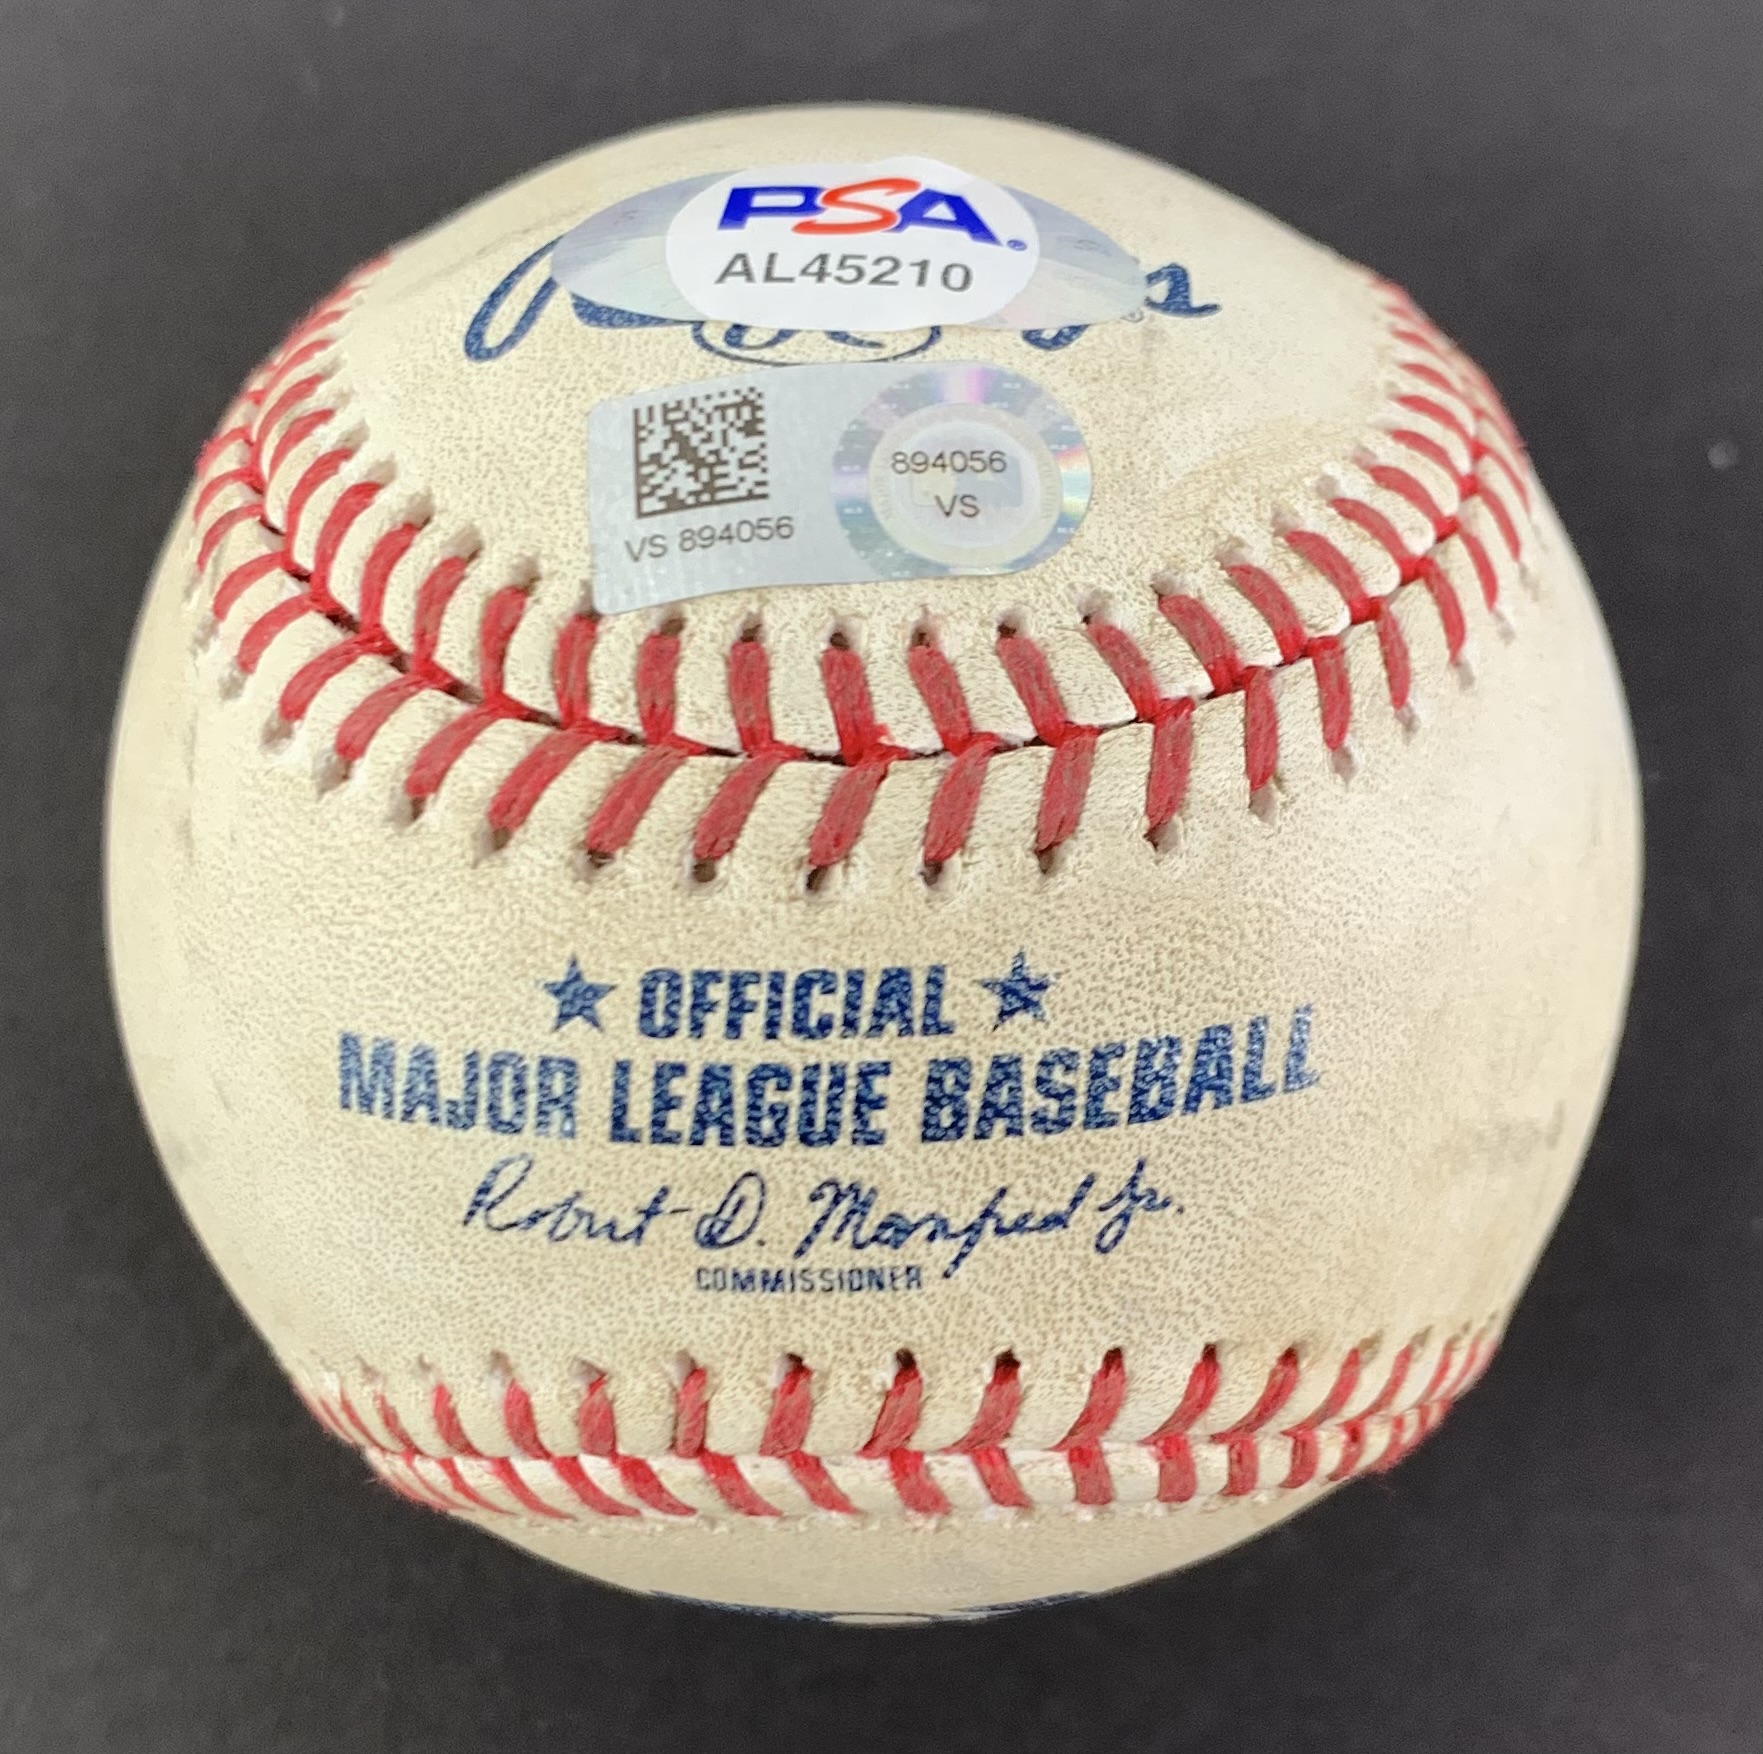 PSA
AL45210
VS 894056
894056
VS
OFFICIAL
MAJOR LEAGUE BASEBALL
Robert D. Manfred Jr.
COMMISSIONER